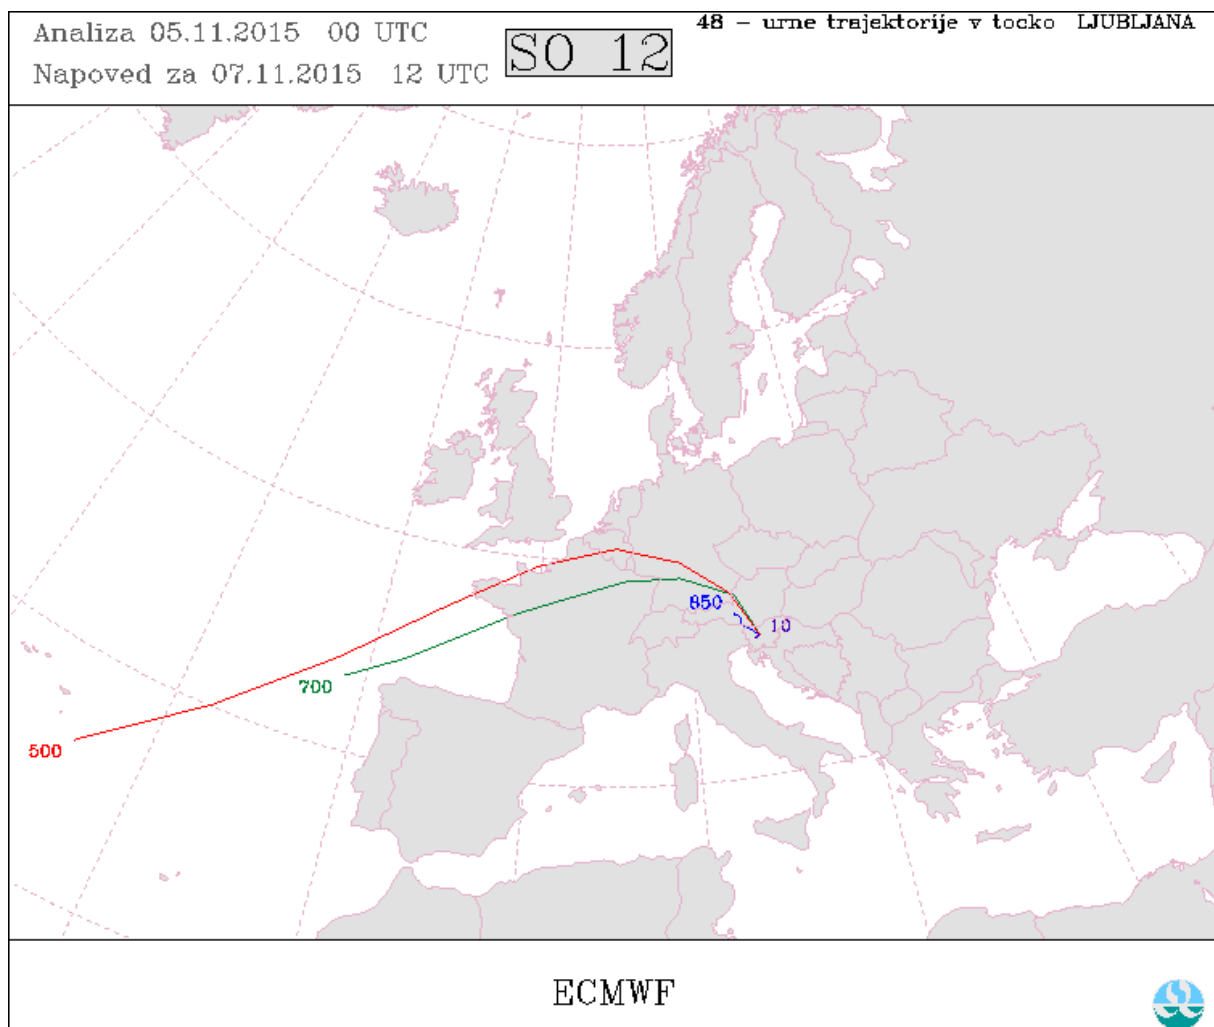 Analiza 05.11.2015 00 UTC
Napoved za 07.11.2015 12 UTC
SO 12
48 - urne trajektorije v tocko LJUBLJANA
850
10
700
500
ECMWF